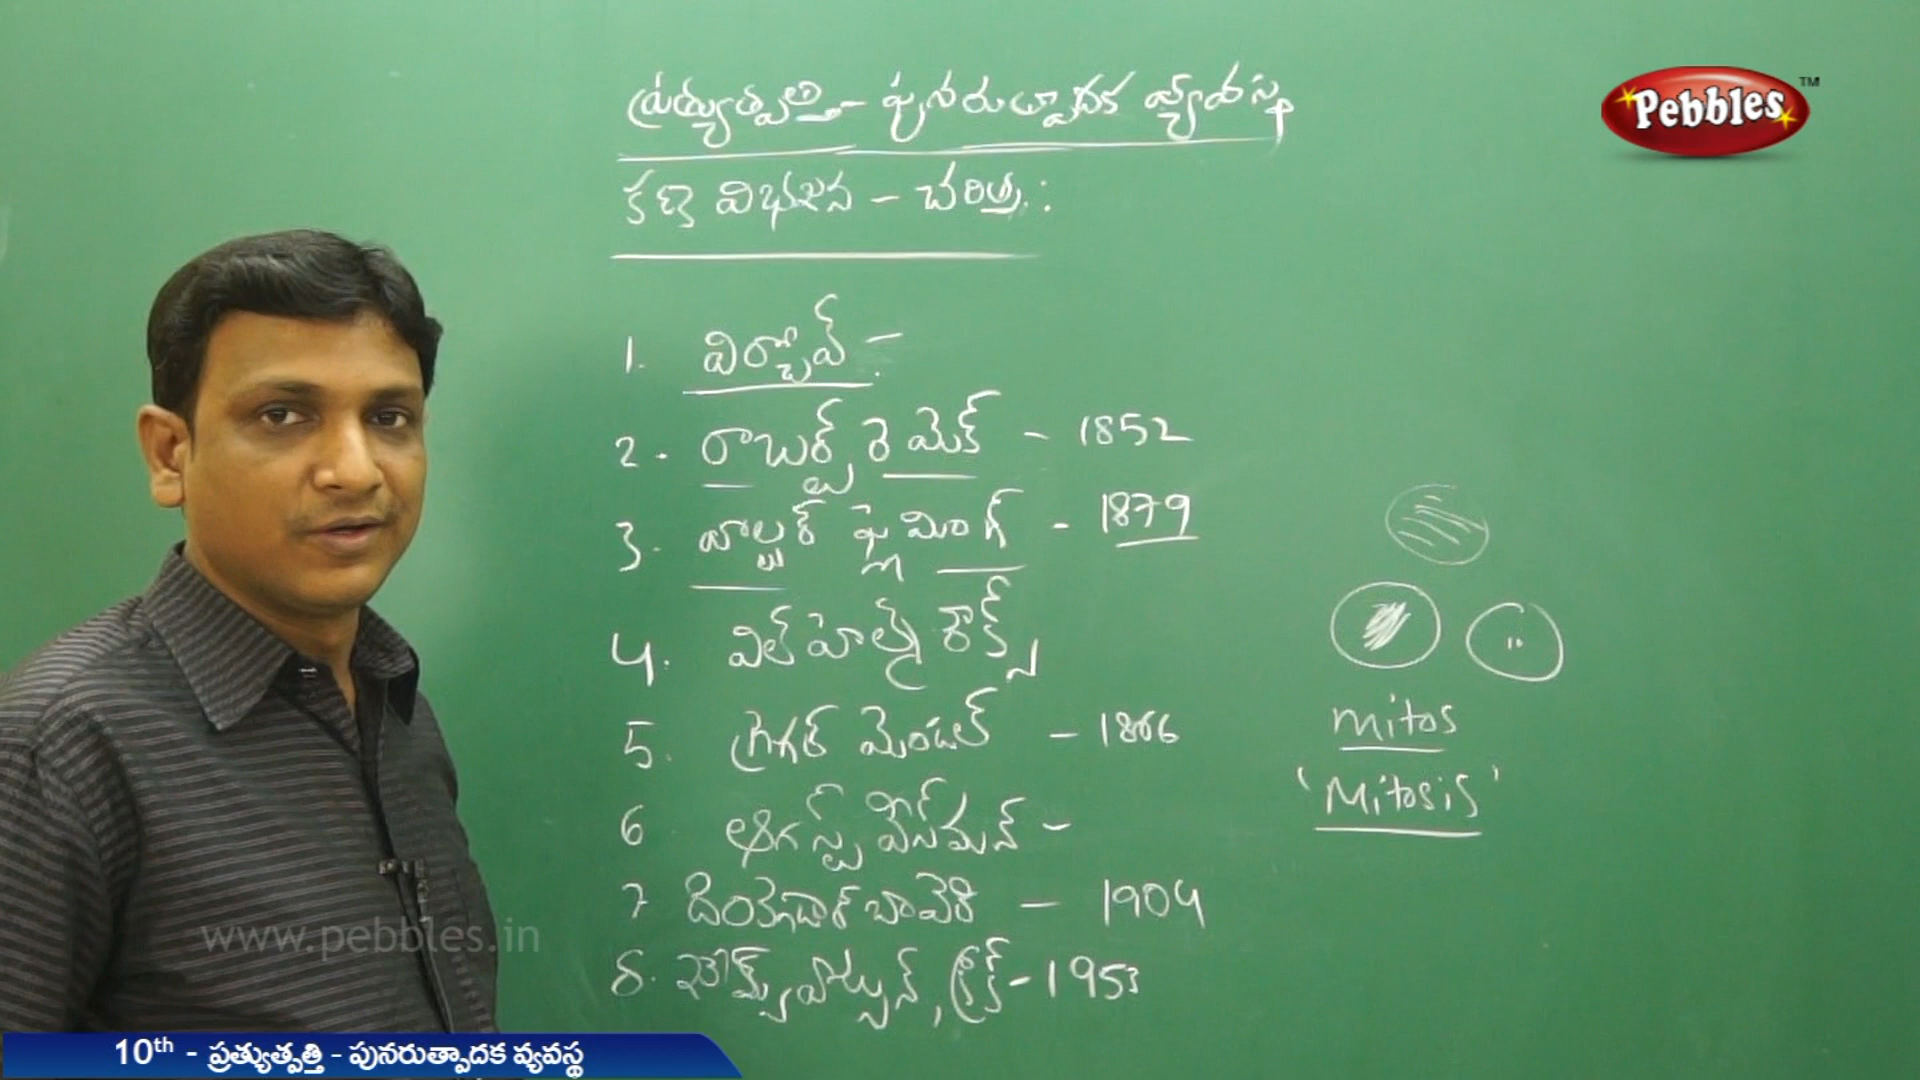 ప్రత్యుత్పత్తి - పునరుత్పాదక వ్యవస్థ
Pebbles TM
కణ విభజన - చరిత్ర :
1. విర్చోవ్ -
2. రాబర్ట్ రెమెక్ - 1852
3. వాల్టర్ ఫ్లెమింగ్ - 1879
4. విల్ హెల్మ్ రౌక్స్
5. గ్రెగర్ మెండల్ - 1866
mitos
'Mitosis'
6 ఆగస్ట్ వీస్‌మన్ -
7 థియోడార్ బావేరి - 1904
8. జేమ్స్ వాట్సన్, క్రిక్ - 1953
www.pebbles.in
10th - ప్రత్యుత్పత్తి - పునరుత్పాదక వ్యవస్థ